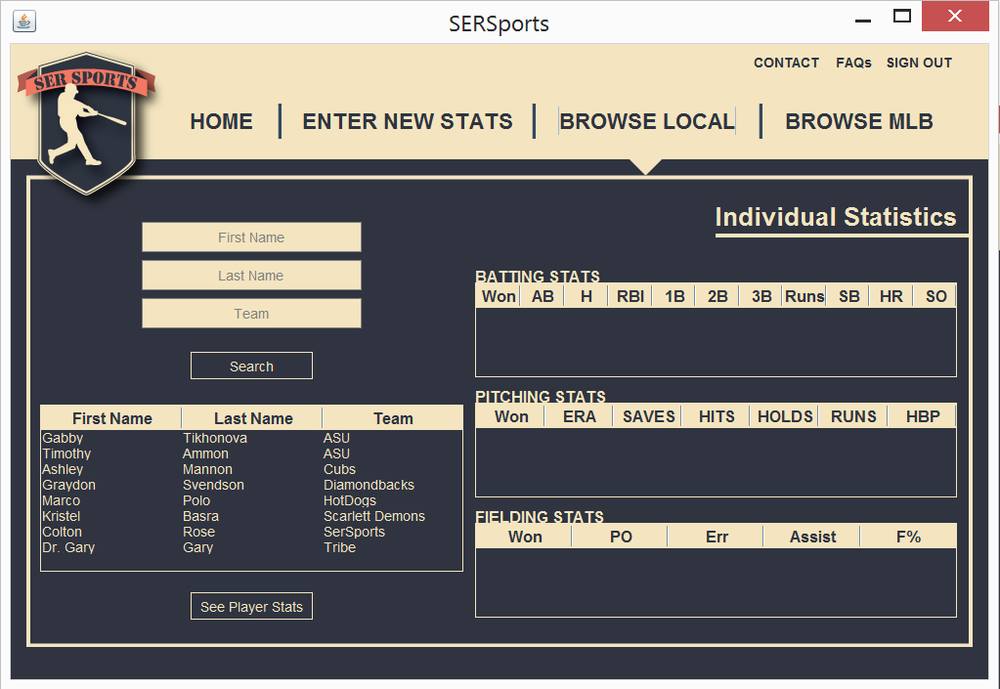 SERSports
CONTACT FAQs SIGN OUT
SER SPORTS
HOME ENTER NEW STATS BROWSE LOCAL BROWSE MLB
Individual Statistics
First Name
Last Name
Team
Search
First Name Last Name Team
Gabby Tikhonova ASU
Timothy Ammon ASU
Ashley Mannon Cubs
Graydon Svendson Diamondbacks
Marco Polo HotDogs
Kristel Basra Scarlett Demons
Colton Rose SerSports
Dr. Gary Gary Tribe
See Player Stats
BATTING STATS
Won AB H RBI 1B 2B 3B Runs SB HR SO
PITCHING STATS
Won ERA SAVES HITS HOLDS RUNS HBP
FIELDING STATS
Won PO Err Assist F%